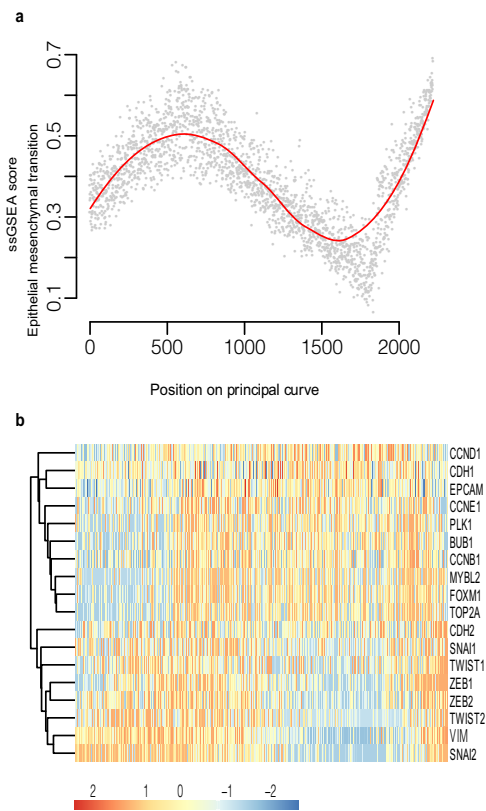 a
0.7
0.5
0.3
0.1
ssGSEA score
Epithelial mesenchymal transition
0 500 1000 1500 2000
Position on principal curve
b
CCND1
CDH1
EPCAM
CCNE1
PLK1
BUB1
CCNB1
MYBL2
FOXM1
TOP2A
CDH2
SNAI1
TWIST1
ZEB1
ZEB2
TWIST2
VIM
SNAI2
2 1 0 −1 −2